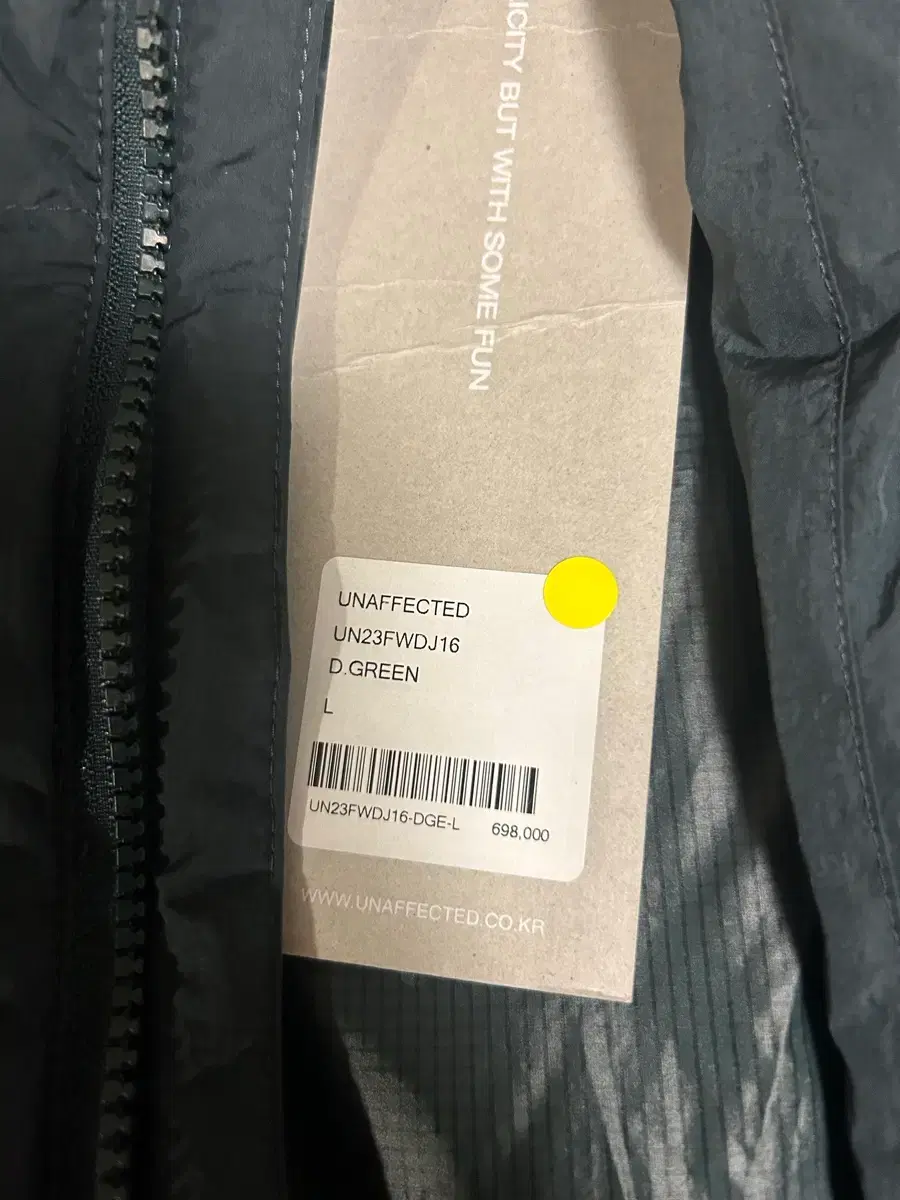 ICITY BUT WITH SOME FUN
UNAFFECTED
UN23FWDJ16
D.GREEN
L
UN23FWDJ16-DGE-L 698,000
WWW.UNAFFECTED.CO.KR